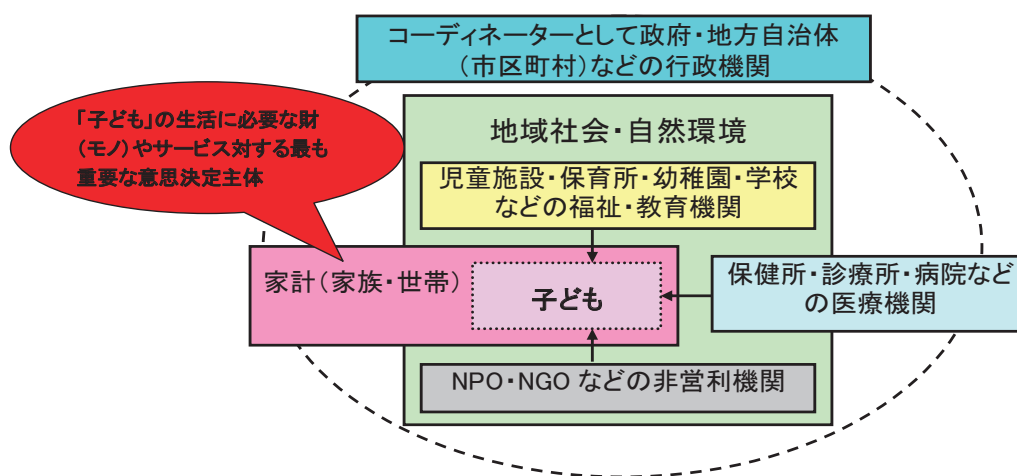 コーディネーターとして政府・地方自治体
(市区町村)などの行政機関
「子ども」の生活に必要な財
(モノ)やサービス対する最も
重要な意思決定主体
地域社会・自然環境
児童施設・保育所・幼稚園・学校
などの福祉・教育機関
家計(家族・世帯)
子ども
保健所・診療所・病院など
の医療機関
NPO・NGO などの非営利機関